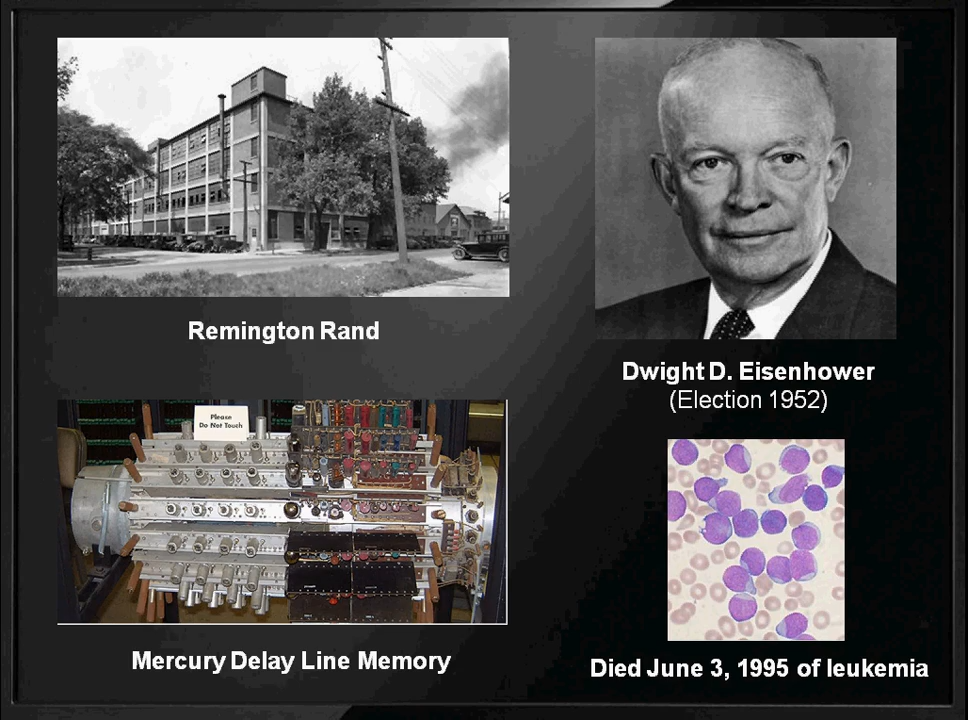 Remington Rand
Dwight D. Eisenhower
(Election 1952)
Please
Do Not Touch
Mercury Delay Line Memory
Died June 3, 1995 of leukemia